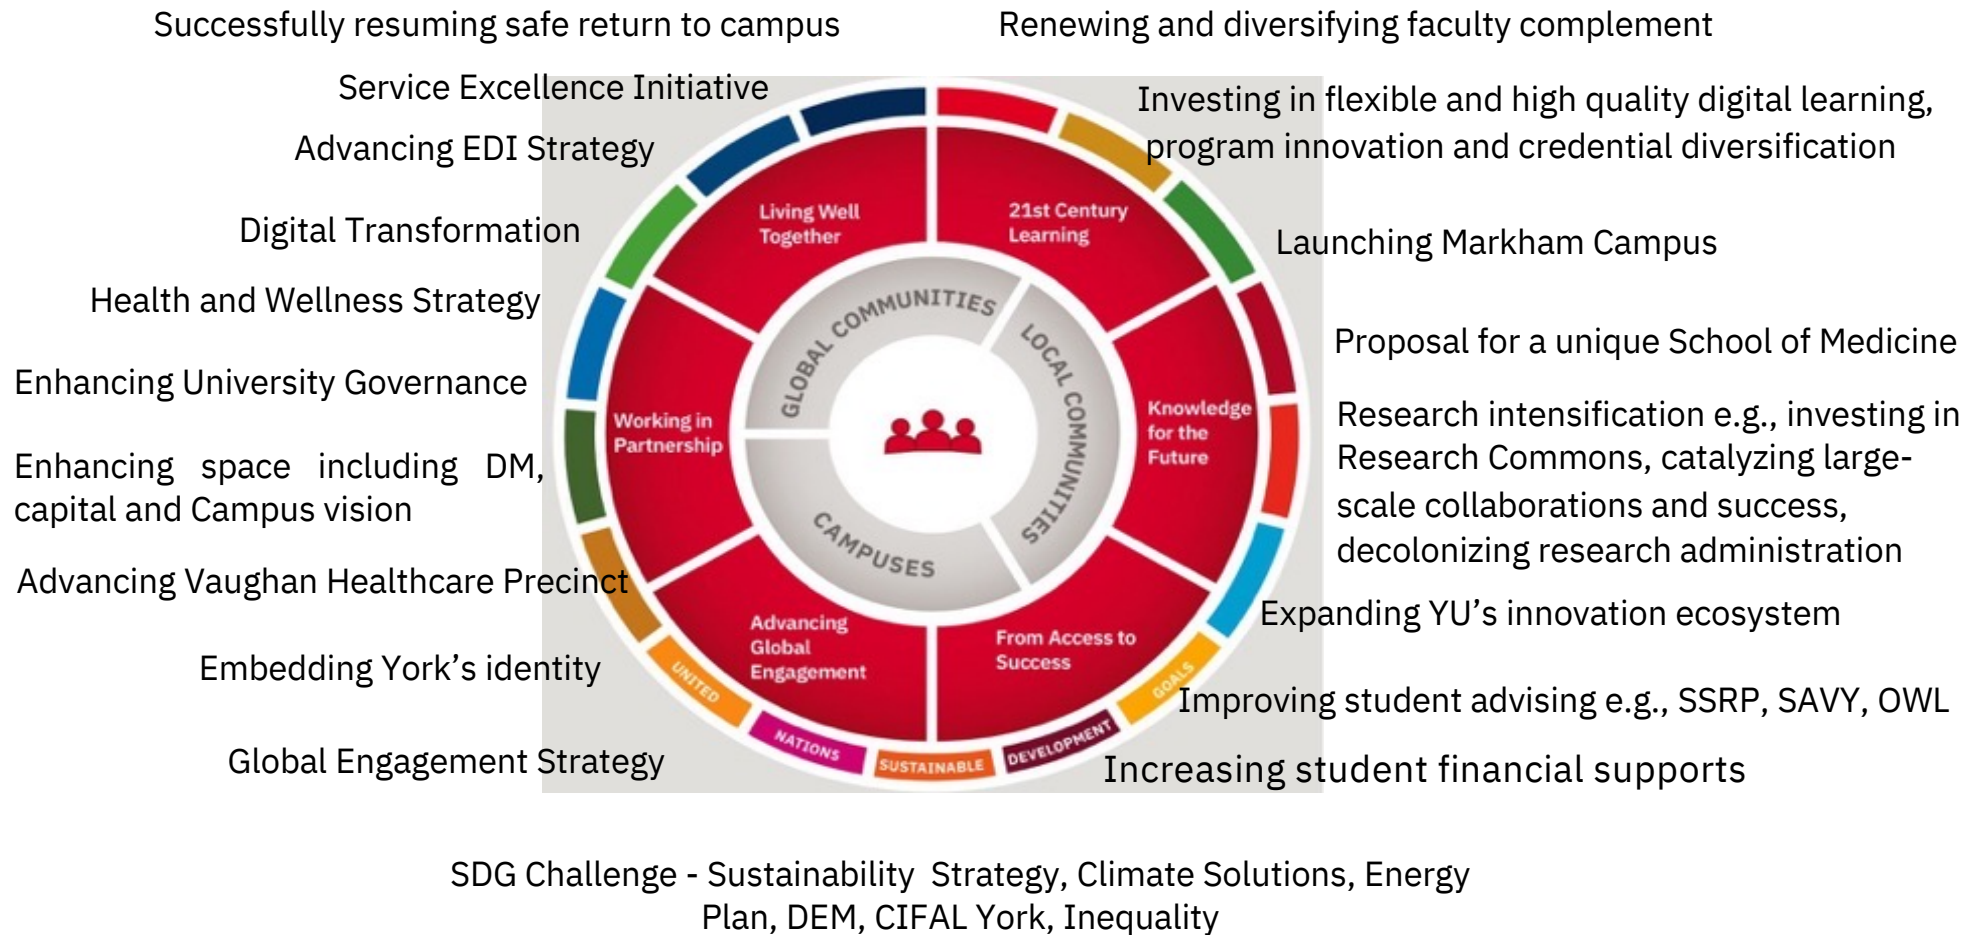 Successfully resuming safe return to campus
Renewing and diversifying faculty complement
Service Excellence Initiative
Advancing EDI Strategy
Digital Transformation
Health and Wellness Strategy
Enhancing University Governance
Enhancing space including DM,
capital and Campus vision
Advancing Vaughan Healthcare Precinct
Embedding York’s identity
Global Engagement Strategy
Living Well
Together
21st Century
Learning
Working in
Partnership
Knowledge
for the
Future
Advancing
Global
Engagement
From Access to
Success
GLOBAL COMMUNITIES
LOCAL COMMUNITIES
CAMPUSES
UNITED
NATIONS
SUSTAINABLE
DEVELOPMENT
GOALS
Investing in flexible and high quality digital learning,
program innovation and credential diversification
Launching Markham Campus
Proposal for a unique School of Medicine
Research intensification e.g., investing in
Research Commons, catalyzing large-
scale collaborations and success,
decolonizing research administration
Expanding YU’s innovation ecosystem
Improving student advising e.g., SSRP, SAVY, OWL
Increasing student financial supports
SDG Challenge - Sustainability Strategy, Climate Solutions, Energy
Plan, DEM, CIFAL York, Inequality